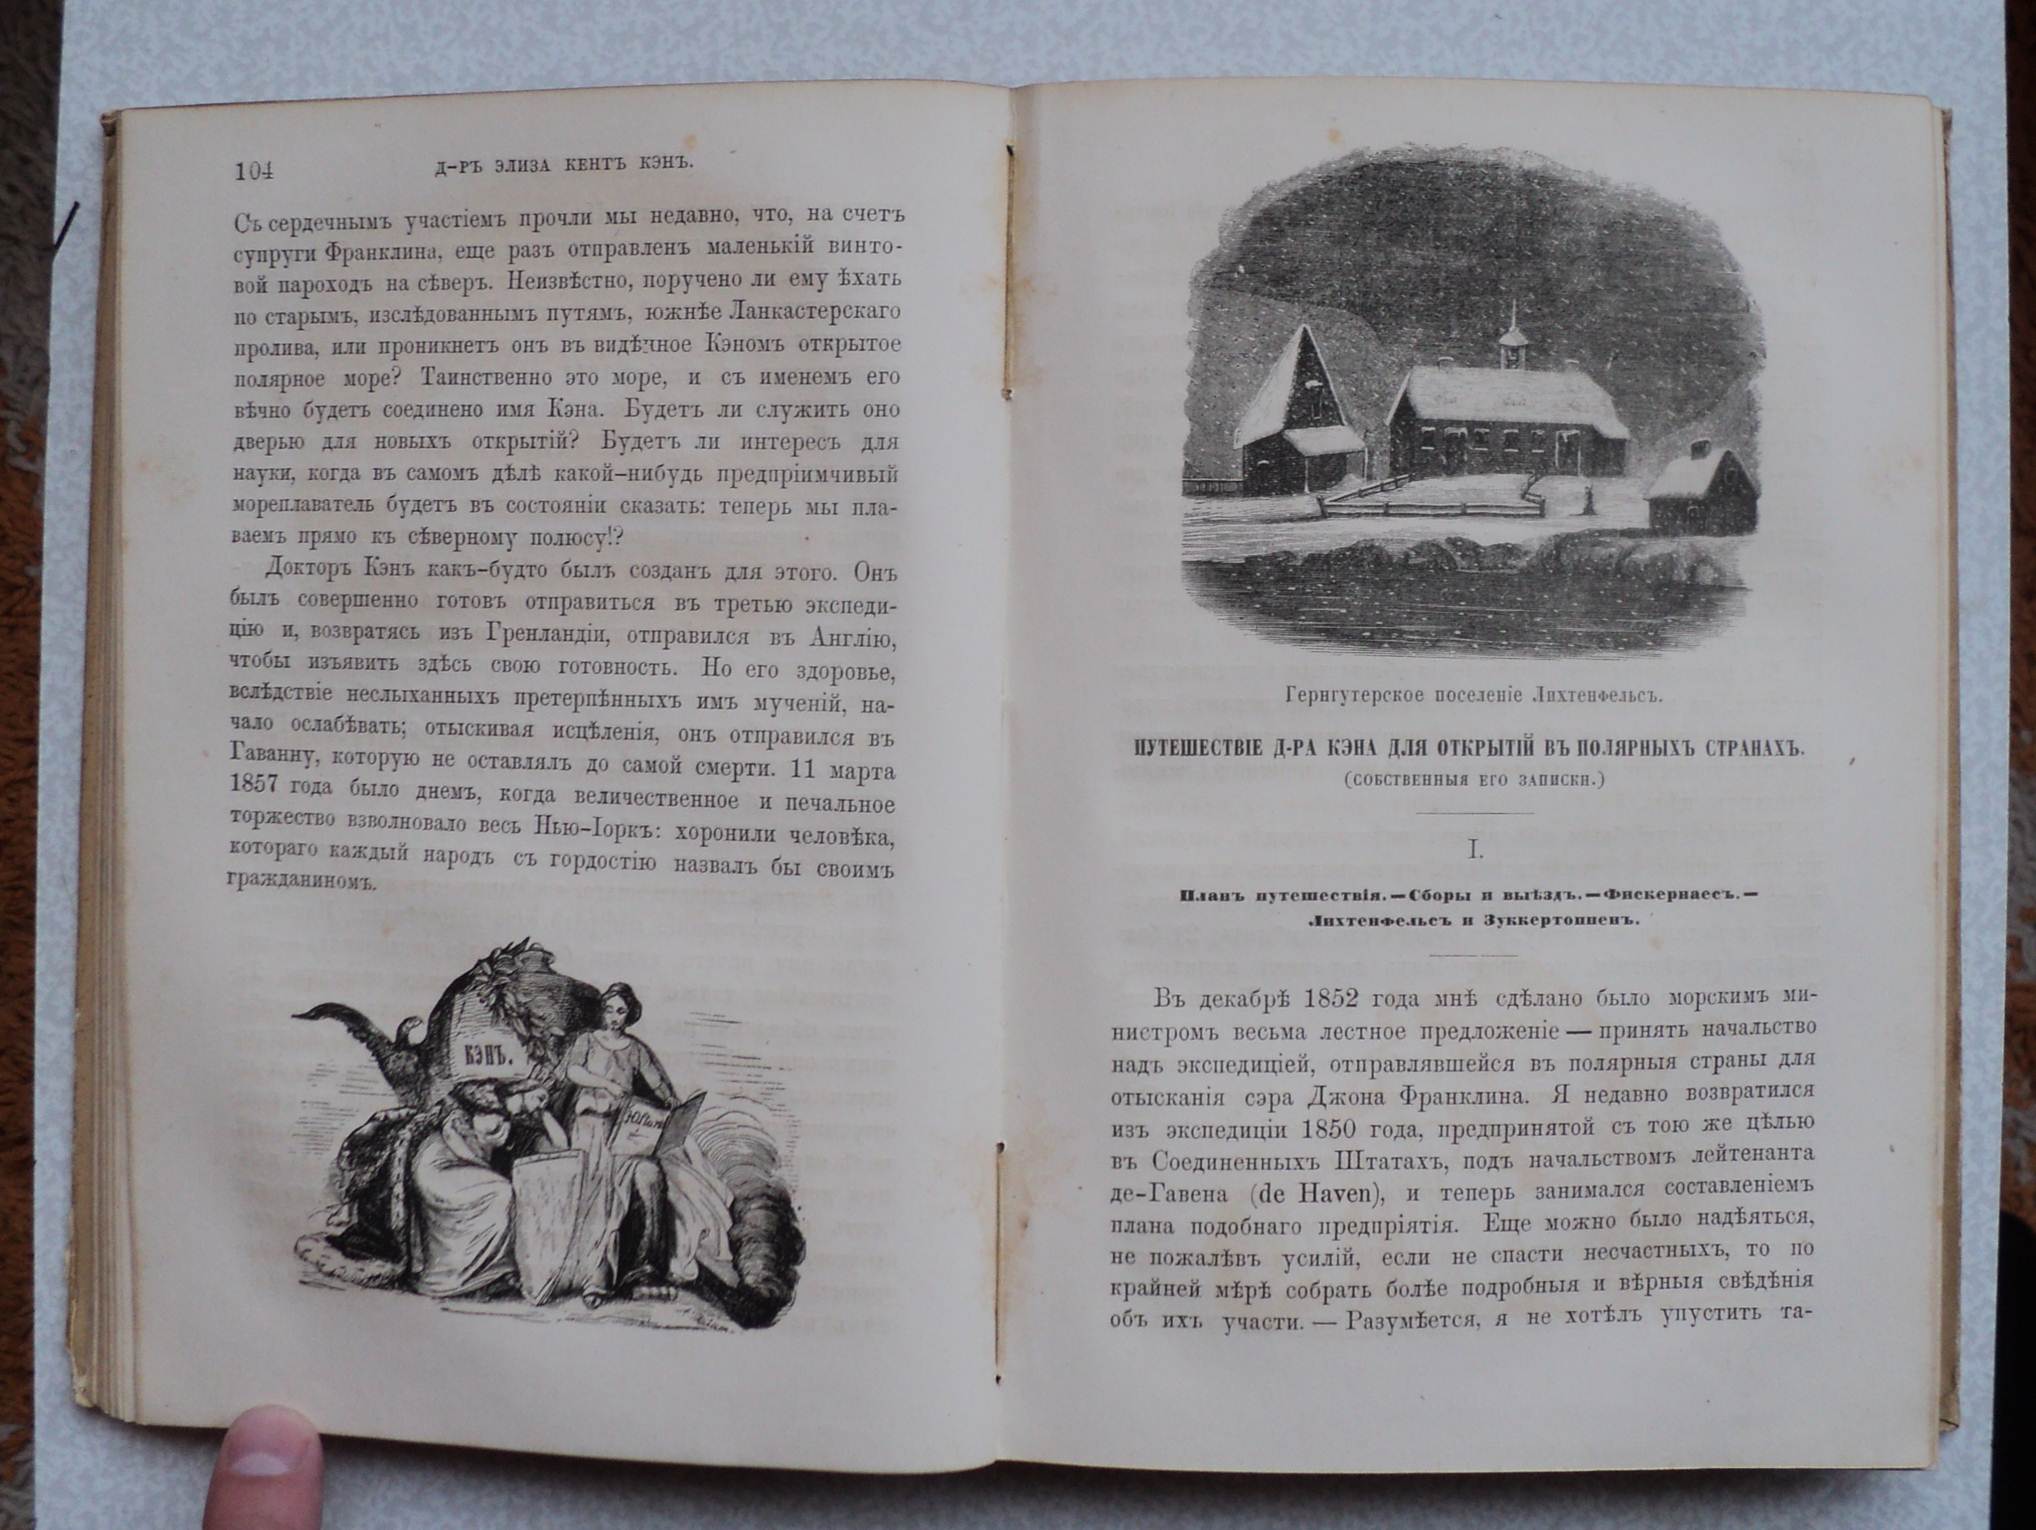 104
Д-РЪ ЭЛИЗА КЕНТЪ КЭНЪ.
Съ сердечнымъ участіемъ прочли мы недавно, что, на счетъ
супруги Франклина, еще разъ отправленъ маленькій винто-
вой пароходъ на сѣверъ. Неизвѣстно, поручено ли ему ѣхать
по старымъ, изслѣдованнымъ путямъ, южнѣе Ланкастерскаго
пролива, или проникнетъ онъ въ видѣнное Кэномъ открытое
полярное море? Таинственно это море, и съ именемъ его
вѣчно будетъ соединено имя Кэна. Будетъ ли служить оно
дверью для новыхъ открытій? Будетъ ли интересъ для
науки, когда въ самомъ дѣлѣ какой-нибудь предпріимчивый
мореплаватель будетъ въ состояніи сказать: теперь мы пла-
ваемъ прямо къ сѣверному полюсу!?
Докторъ Кэнъ какъ-будто былъ созданъ для этого. Онъ
былъ совершенно готовъ отправиться въ третью экспеди-
цію и, возвратясь изъ Гренландіи, отправился въ Англію,
чтобы изъявить здѣсь свою готовность. Но его здоровье,
вслѣдствіе неслыханныхъ претерпѣнныхъ имъ мученій, на-
чало ослабѣвать; отыскивая исцѣленія, онъ отправился въ
Гаванну, которую не оставлялъ до самой смерти. 11 марта
1857 года было днемъ, когда величественное и печальное
торжество взволновало весь Нью-Іоркъ: хоронили человѣка,
котораго каждый народъ съ гордостію назвалъ бы своимъ
гражданиномъ.
КЭНЪ.
Гернгутерское поселеніе Лихтенфельсъ.
ПУТЕШЕСТВІЕ Д-РА КЭНА ДЛЯ ОТКРЫТІЙ ВЪ ПОЛЯРНЫХЪ СТРАНАХЪ.
(СОБСТВЕННЫЯ ЕГО ЗАПИСКИ.)
I.
Планъ путешествія.—Сборы и выѣздъ.—Фискернаесъ.—
Лихтенфельсъ и Зуккертоппенъ.
Въ декабрѣ 1852 года мнѣ сдѣлано было морскимъ ми-
нистромъ весьма лестное предложеніе — принять начальство
надъ экспедиціей, отправлявшейся въ полярныя страны для
отысканія сэра Джона Франклина. Я недавно возвратился
изъ экспедиціи 1850 года, предпринятой съ тою же цѣлью
въ Соединенныхъ Штатахъ, подъ начальствомъ лейтенанта
де-Гавена (de Haven), и теперь занимался составленіемъ
плана подобнаго предпріятія. Еще можно было надѣяться,
не пожалѣвъ усилій, если не спасти несчастныхъ, то по
крайней мѣрѣ собрать болѣе подробныя и вѣрныя свѣдѣнія
объ ихъ участи. — Разумѣется, я не хотѣлъ упустить та-